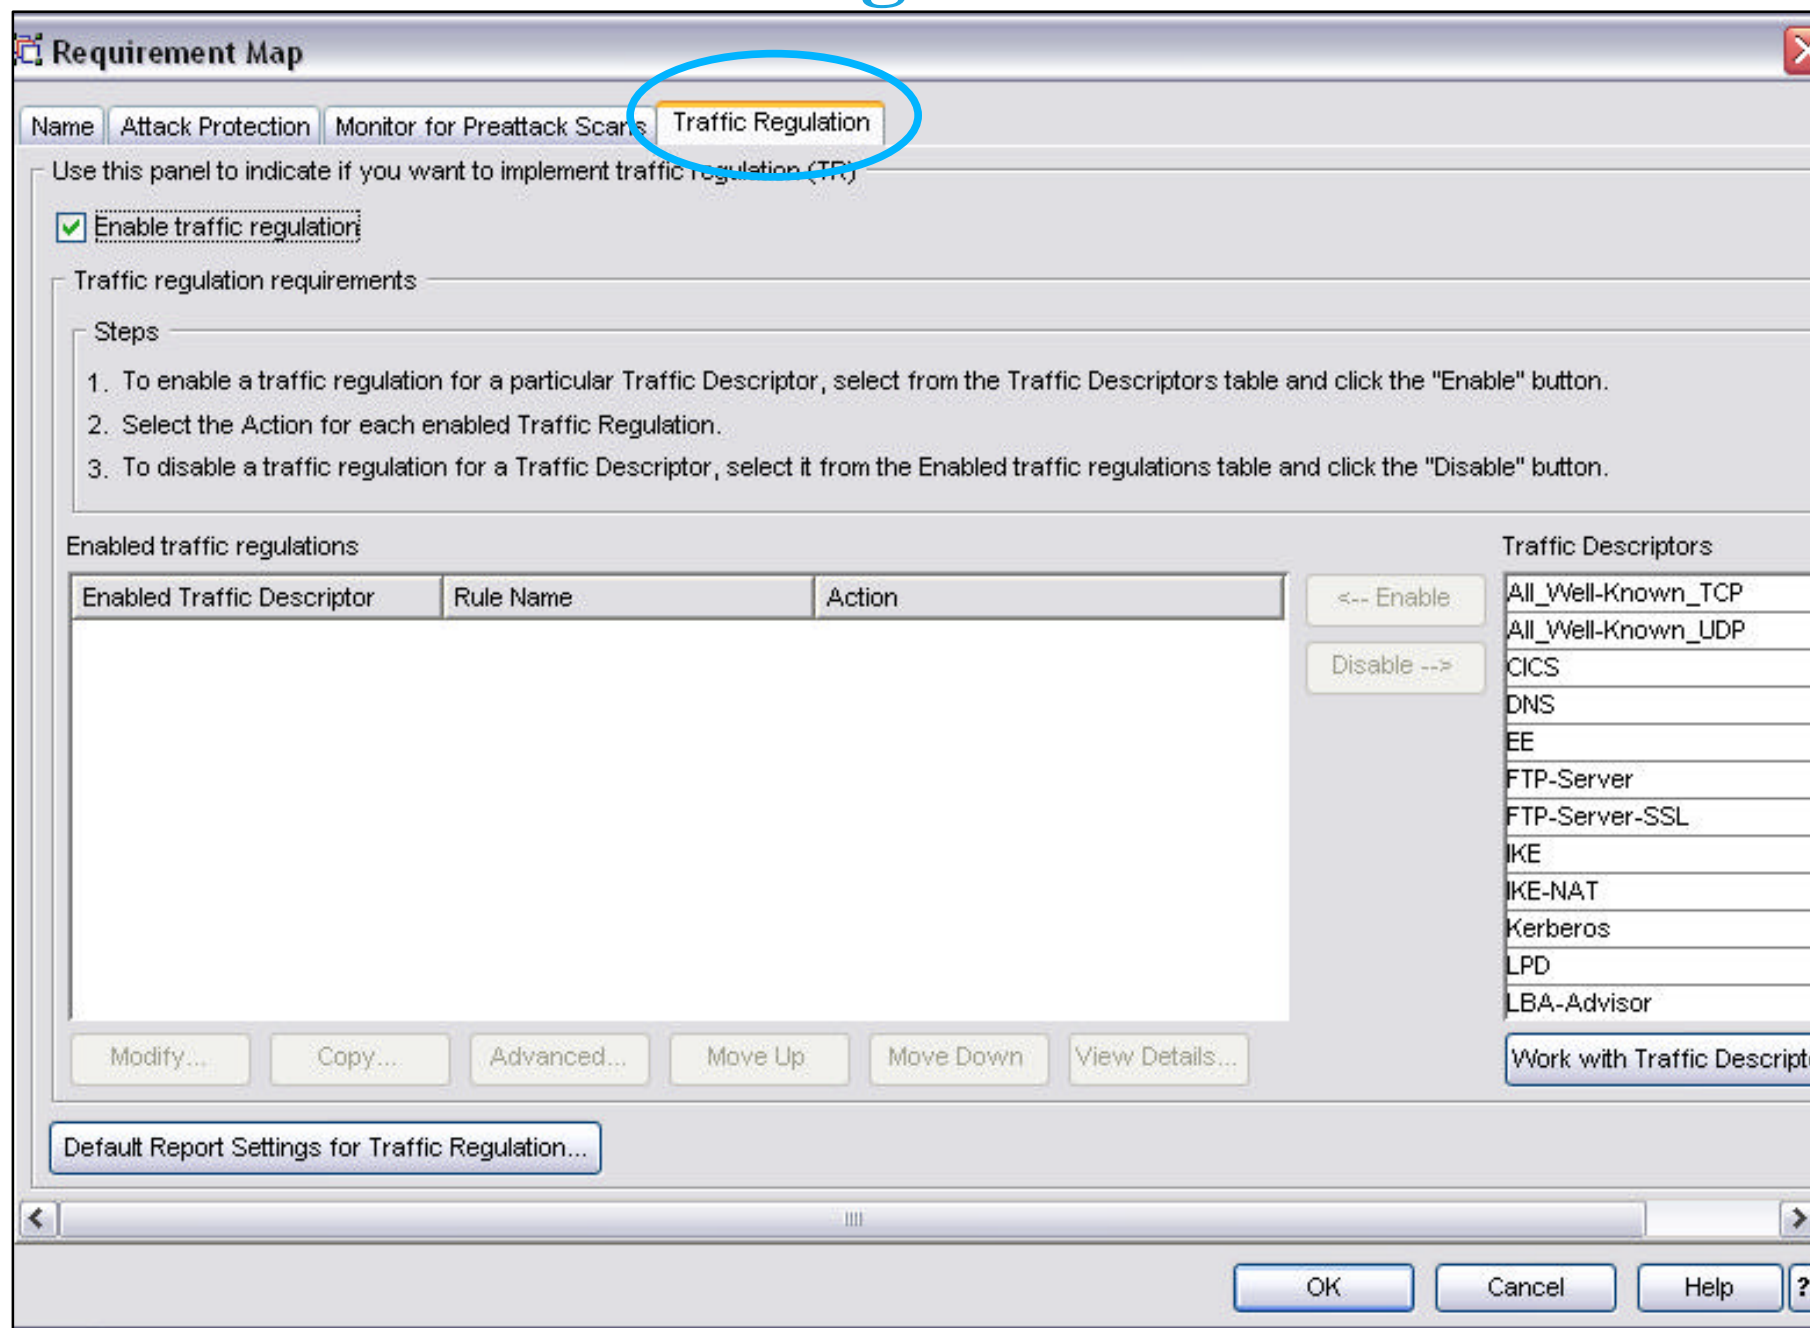 Requirement Map
Name Attack Protection Monitor for Preattack Scans Traffic Regulation
Use this panel to indicate if you want to implement traffic regulation (TR)
Enable traffic regulation
Traffic regulation requirements
Steps
1. To enable a traffic regulation for a particular Traffic Descriptor, select from the Traffic Descriptors table and click the "Enable" button.
2. Select the Action for each enabled Traffic Regulation.
3. To disable a traffic regulation for a Traffic Descriptor, select it from the Enabled traffic regulations table and click the "Disable" button.
Enabled traffic regulations
Enabled Traffic Descriptor Rule Name Action
<-- Enable
Disable -->
Traffic Descriptors
All_Well-Known_TCP
All_Well-Known_UDP
CICS
DNS
EE
FTP-Server
FTP-Server-SSL
IKE
IKE-NAT
Kerberos
LPD
LBA-Advisor
Modify... Copy... Advanced... Move Up Move Down View Details...
Work with Traffic Descript
Default Report Settings for Traffic Regulation...
OK Cancel Help ?